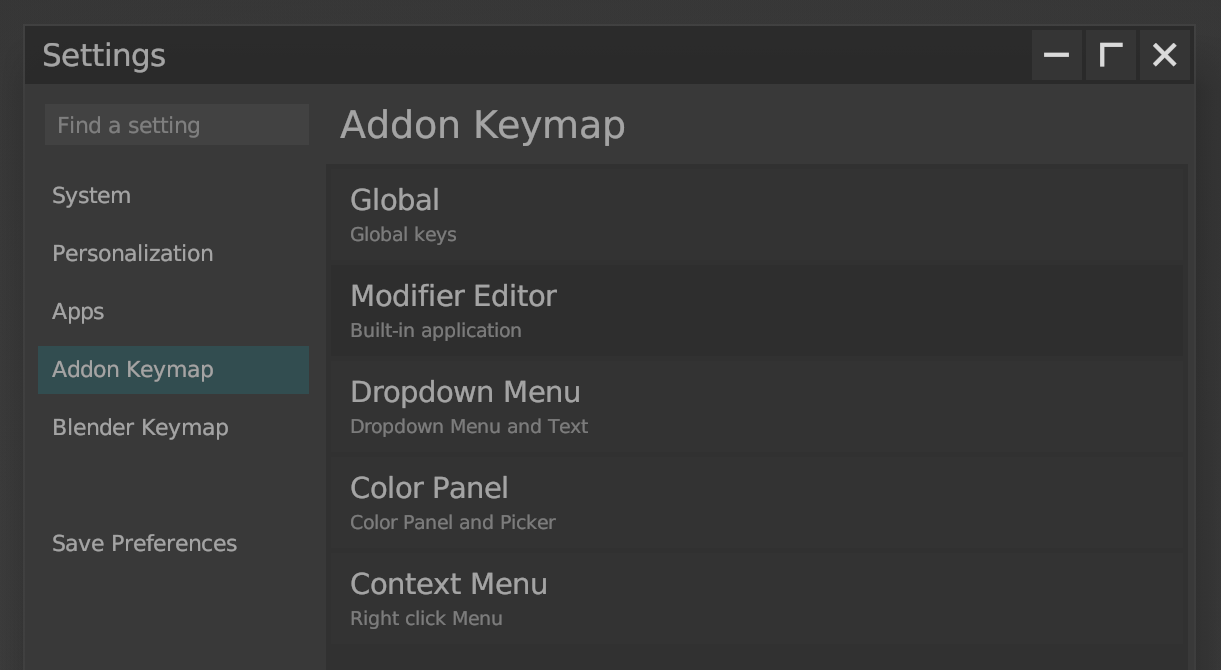 Settings
Find a setting
Addon Keymap
System
Personalization
Apps
Addon Keymap
Blender Keymap
Save Preferences
Global
Global keys
Modifier Editor
Built-in application
Dropdown Menu
Dropdown Menu and Text
Color Panel
Color Panel and Picker
Context Menu
Right click Menu